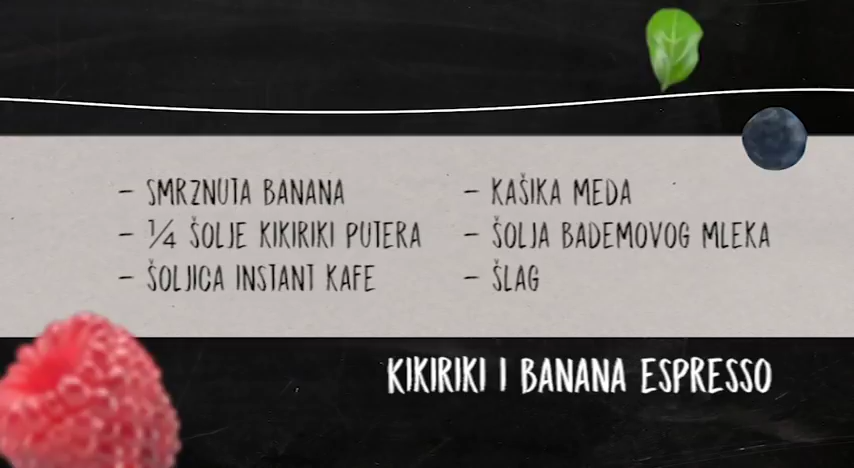 - SMRZNUTA BANANA
- ¼ ŠOLJE KIKIRIKI PUTERA
- ŠOLJICA INSTANT KAFE
- KAŠIKA MEDA
- ŠOLJA BADEMOVOG MLEKA
- ŠLAG
KIKIRIKI I BANANA ESPRESSO